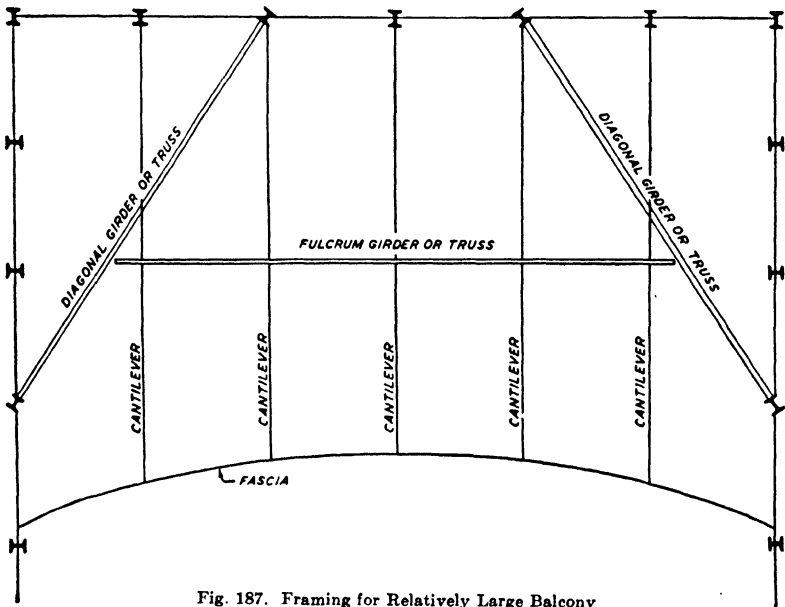 DIAGONAL GIRDER OR TRUSS
DIAGONAL GIRDER OR TRUSS
FULCRUM GIRDER OR TRUSS
CANTILEVER
CANTILEVER
CANTILEVER
CANTILEVER
CANTILEVER
FASCIA
Fig. 187. Framing for Relatively Large Balcony